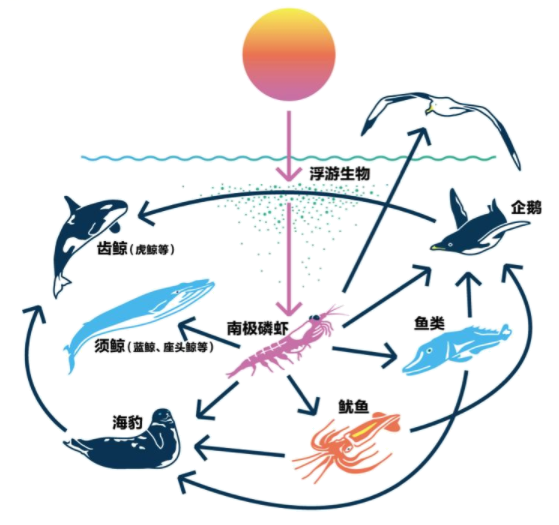 浮游生物
企鹅
齿鲸(虎鲸等)
南极磷虾
鱼类
须鲸(蓝鲸、座头鲸等)
海豹
鱿鱼